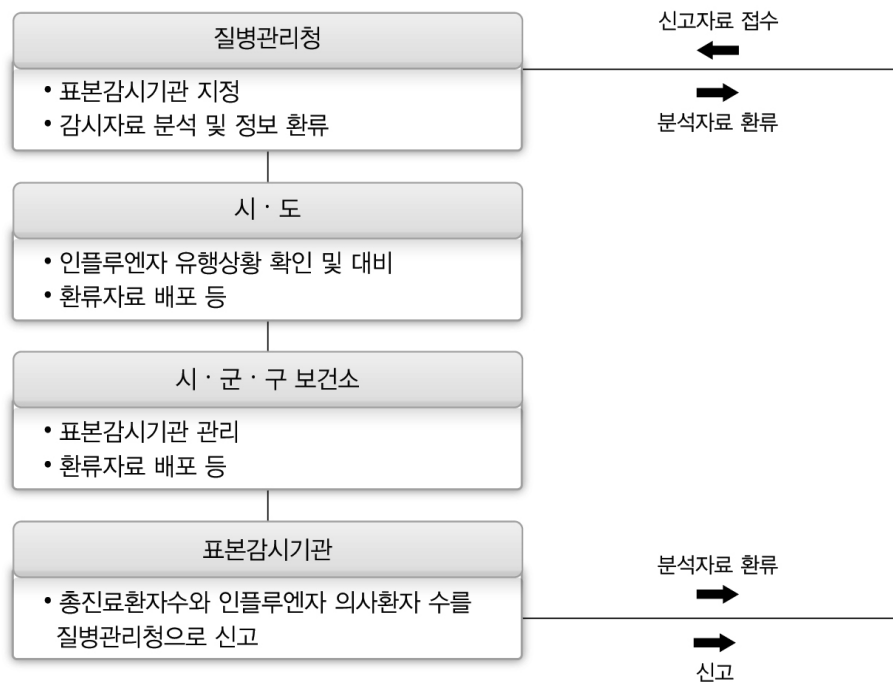 질병관리청
• 표본감시기관 지정
• 감시자료 분석 및 정보 환류
신고자료 접수
분석자료 환류
시 · 도
• 인플루엔자 유행상황 확인 및 대비
• 환류자료 배포 등
시 · 군 · 구 보건소
• 표본감시기관 관리
• 환류자료 배포 등
표본감시기관
• 총진료환자수와 인플루엔자 의사환자 수를
질병관리청으로 신고
분석자료 환류
신고